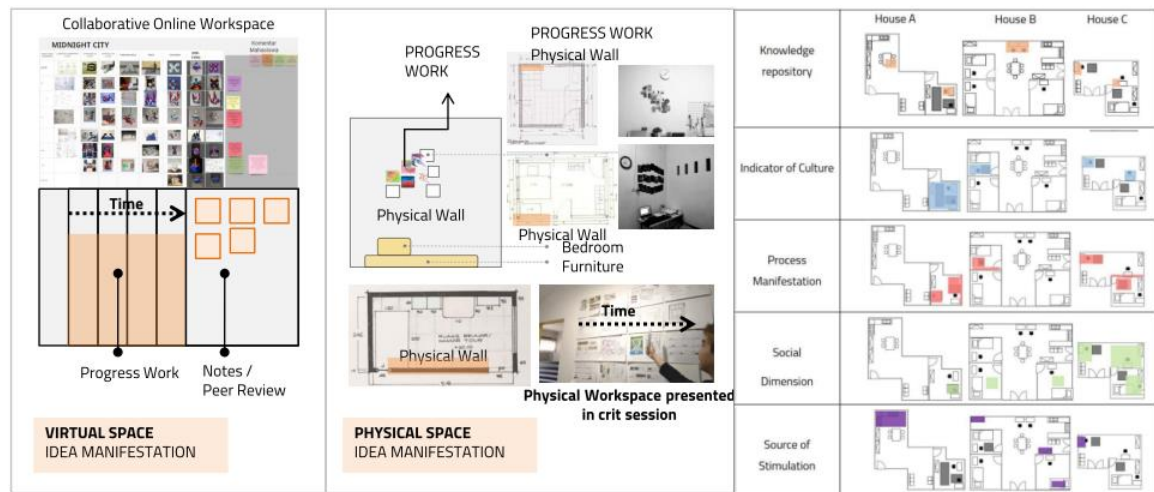 Collaborative Online Workspace
MIDNIGHT CITY
Komentar
Mahasiswa
Time
Progress Work
Notes /
Peer Review
VIRTUAL SPACE
IDEA MANIFESTATION
PROGRESS
WORK
PROGRESS WORK
Physical Wall
Physical Wall
Physical Wall
Bedroom
Furniture
Physical Wall
Time
Physical Workspace presented
in crit session
PHYSICAL SPACE
IDEA MANIFESTATION
House A
House B
House C
Knowledge
repository
Indicator of Culture
Process
Manifestation
Social
Dimension
Source of
Stimulation